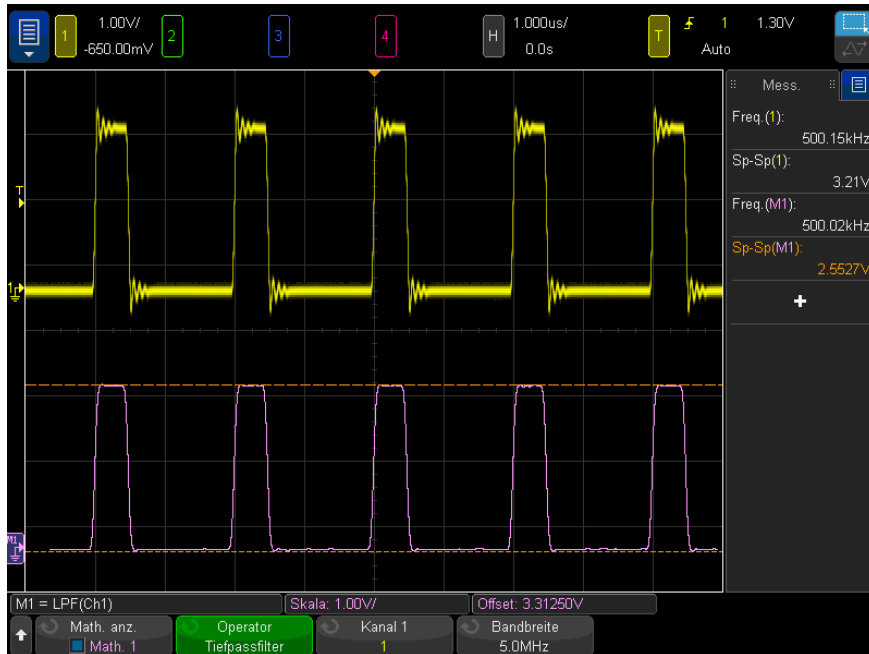 1 1.00V/ 2 3 4 H 1.000us/ T 1 1.30V
-650.00mV 0.0s Auto
Mess.
Freq.(1):
500.15kHz
Sp-Sp(1):
3.21V
Freq.(M1):
500.02kHz
Sp-Sp(M1):
2.5527V
+
T
1
M1
M1 = LPF(Ch1) Skala: 1.00V/ Offset: 3.31250V
Math. anz. Operator Kanal 1 Bandbreite
Math. 1 Tiefpassfilter 1 5.0MHz